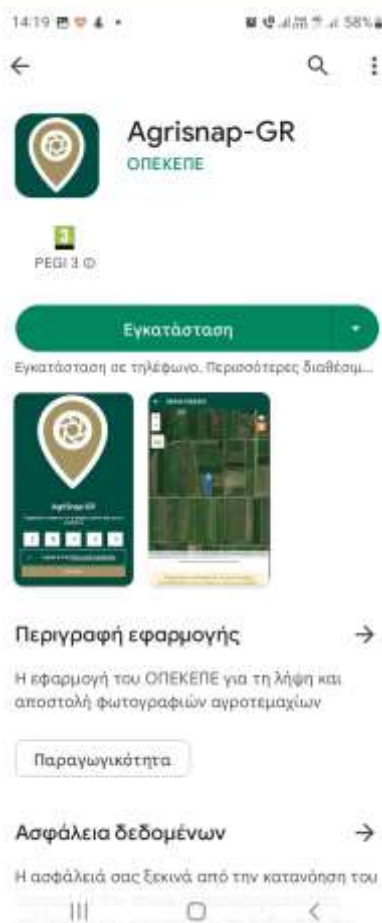 14:19
58%
Agrisnap-GR
ΟΠΕΚΕΠΕ
3
PEGI 3
Εγκατάσταση
Εγκατάσταση σε τηλέφωνο. Περισσότερες διαθέσιμ...
AgriSnap-GR
Περιγραφή εφαρμογής
Η εφαρμογή του ΟΠΕΚΕΠΕ για τη λήψη και
αποστολή φωτογραφιών αγροτεμαχίων
Παραγωγικότητα
Ασφάλεια δεδομένων
Η ασφάλειά σας ξεκινά από την κατανόηση του